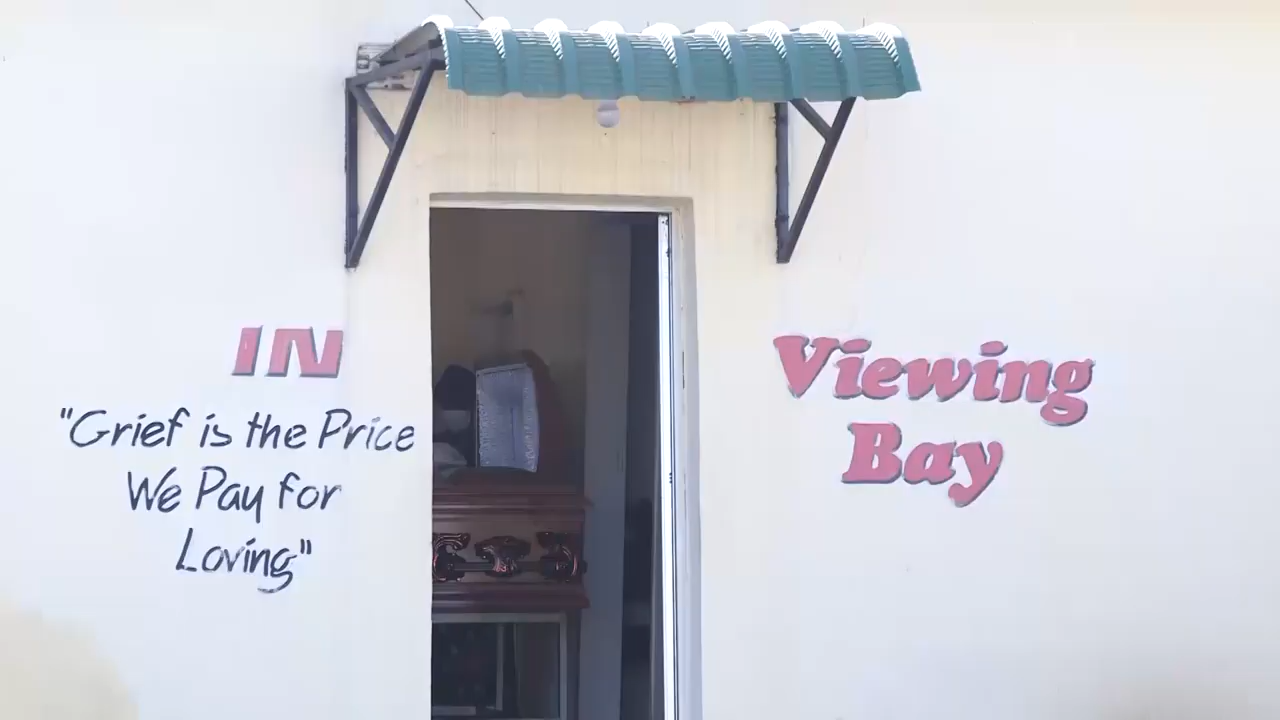 IN
"Grief is the Price
We Pay for
Loving"
Viewing
Bay